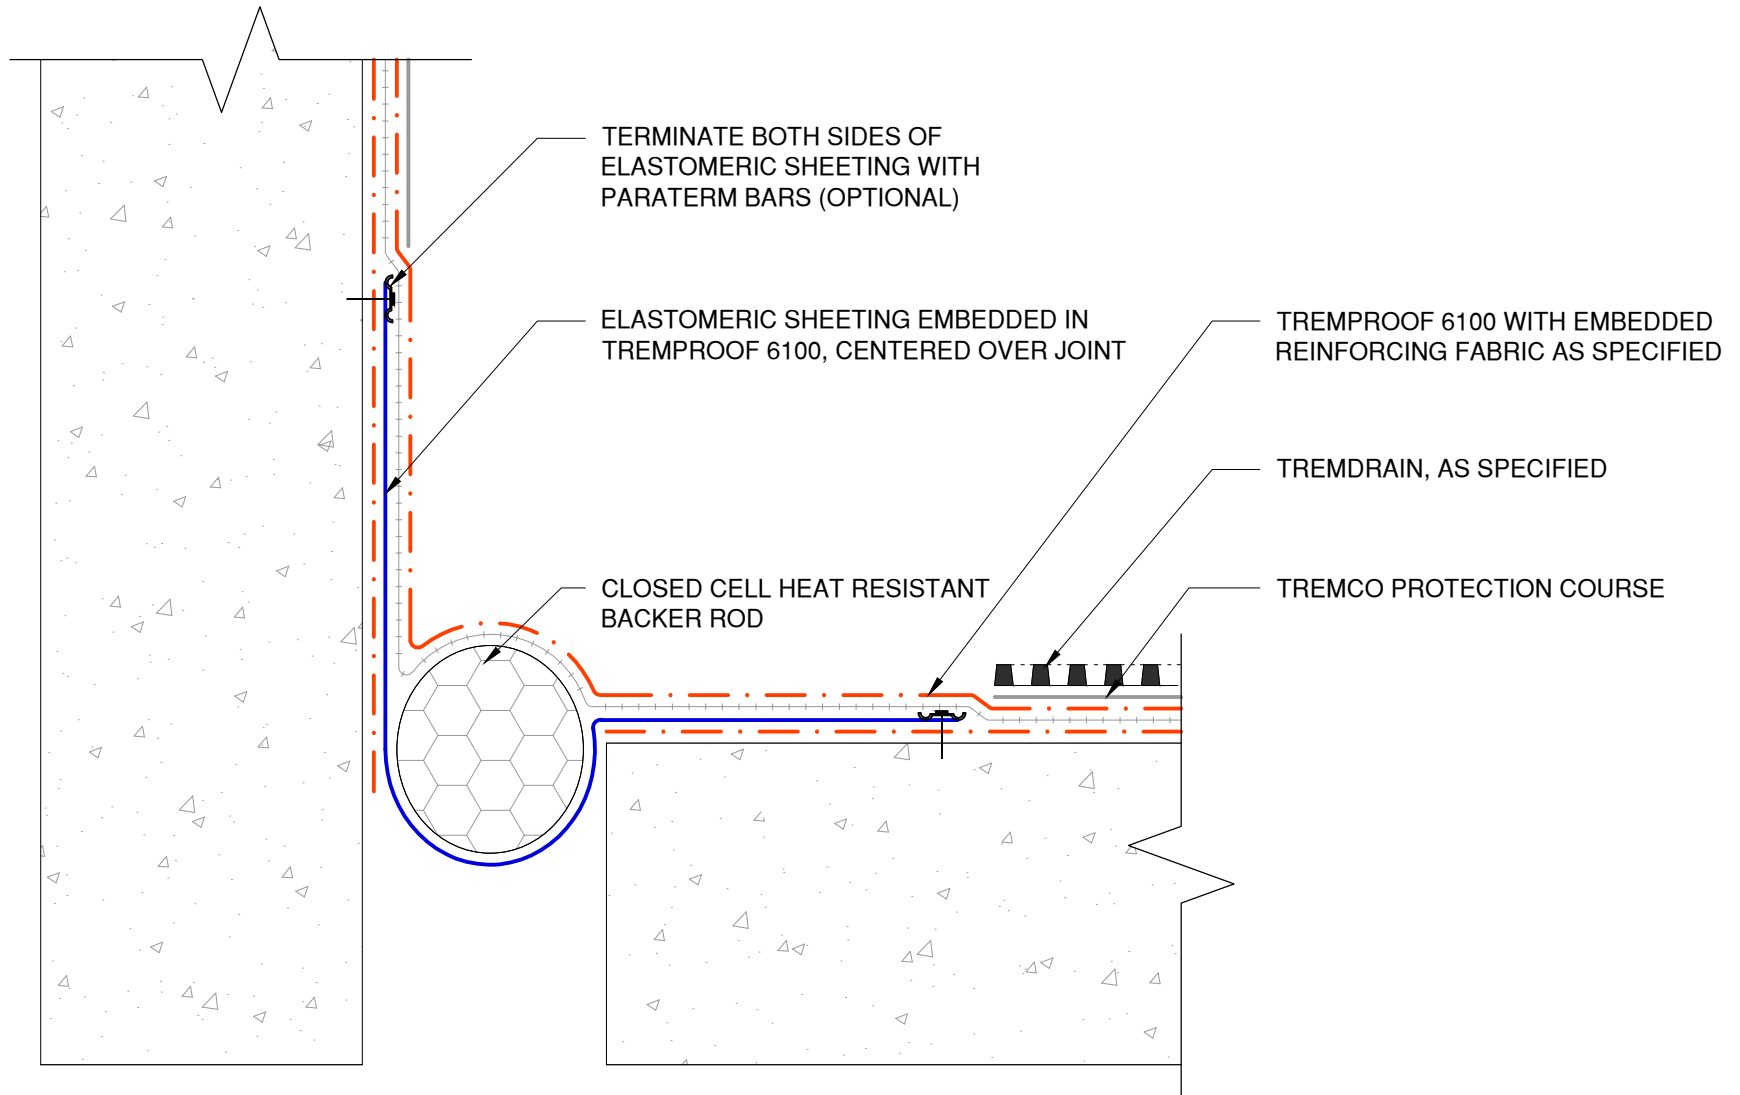 TERMINATE BOTH SIDES OF
ELASTOMERIC SHEETING WITH
PARATERM BARS (OPTIONAL)
ELASTOMERIC SHEETING EMBEDDED IN
TREMPROOF 6100, CENTERED OVER JOINT
TREMPROOF 6100 WITH EMBEDDED
REINFORCING FABRIC AS SPECIFIED
TREMDRAIN, AS SPECIFIED
CLOSED CELL HEAT RESISTANT
BACKER ROD
TREMCO PROTECTION COURSE